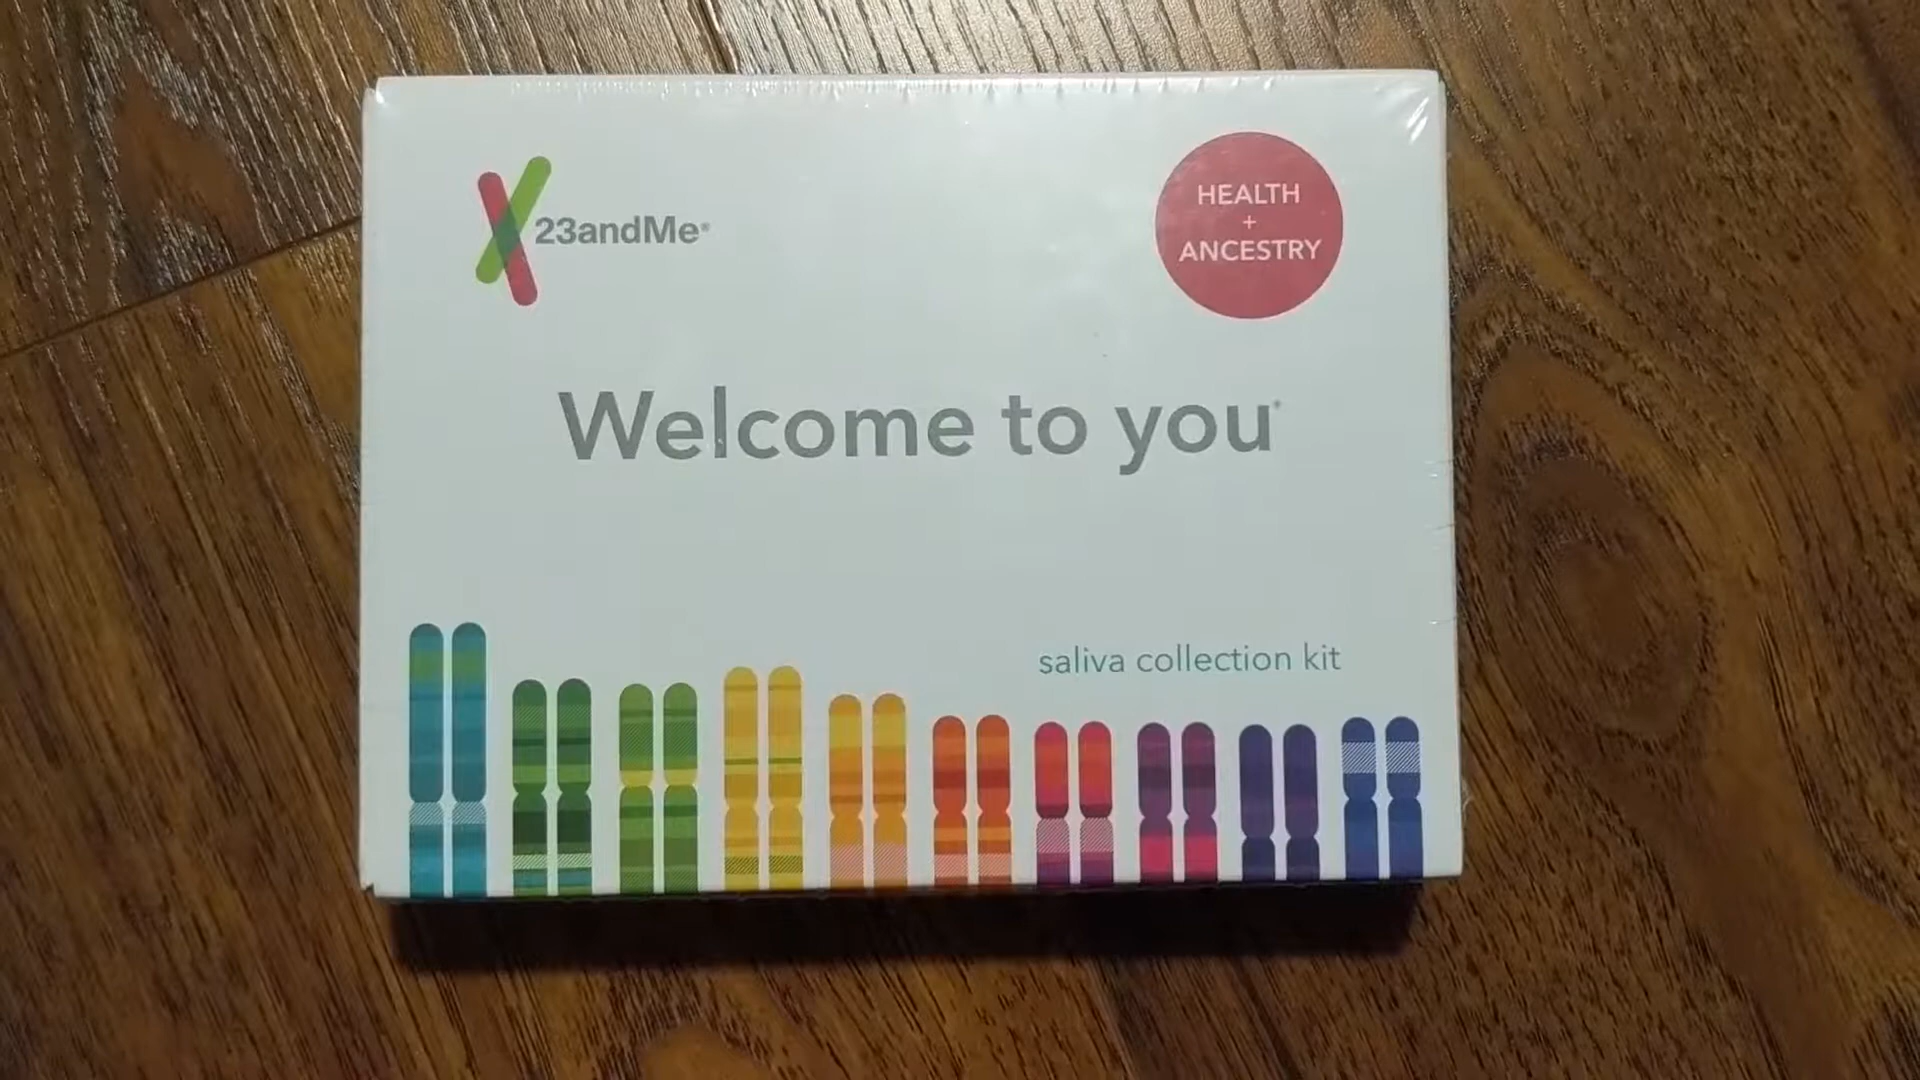 23andMe®
HEALTH
+
ANCESTRY
Welcome to you
saliva collection kit